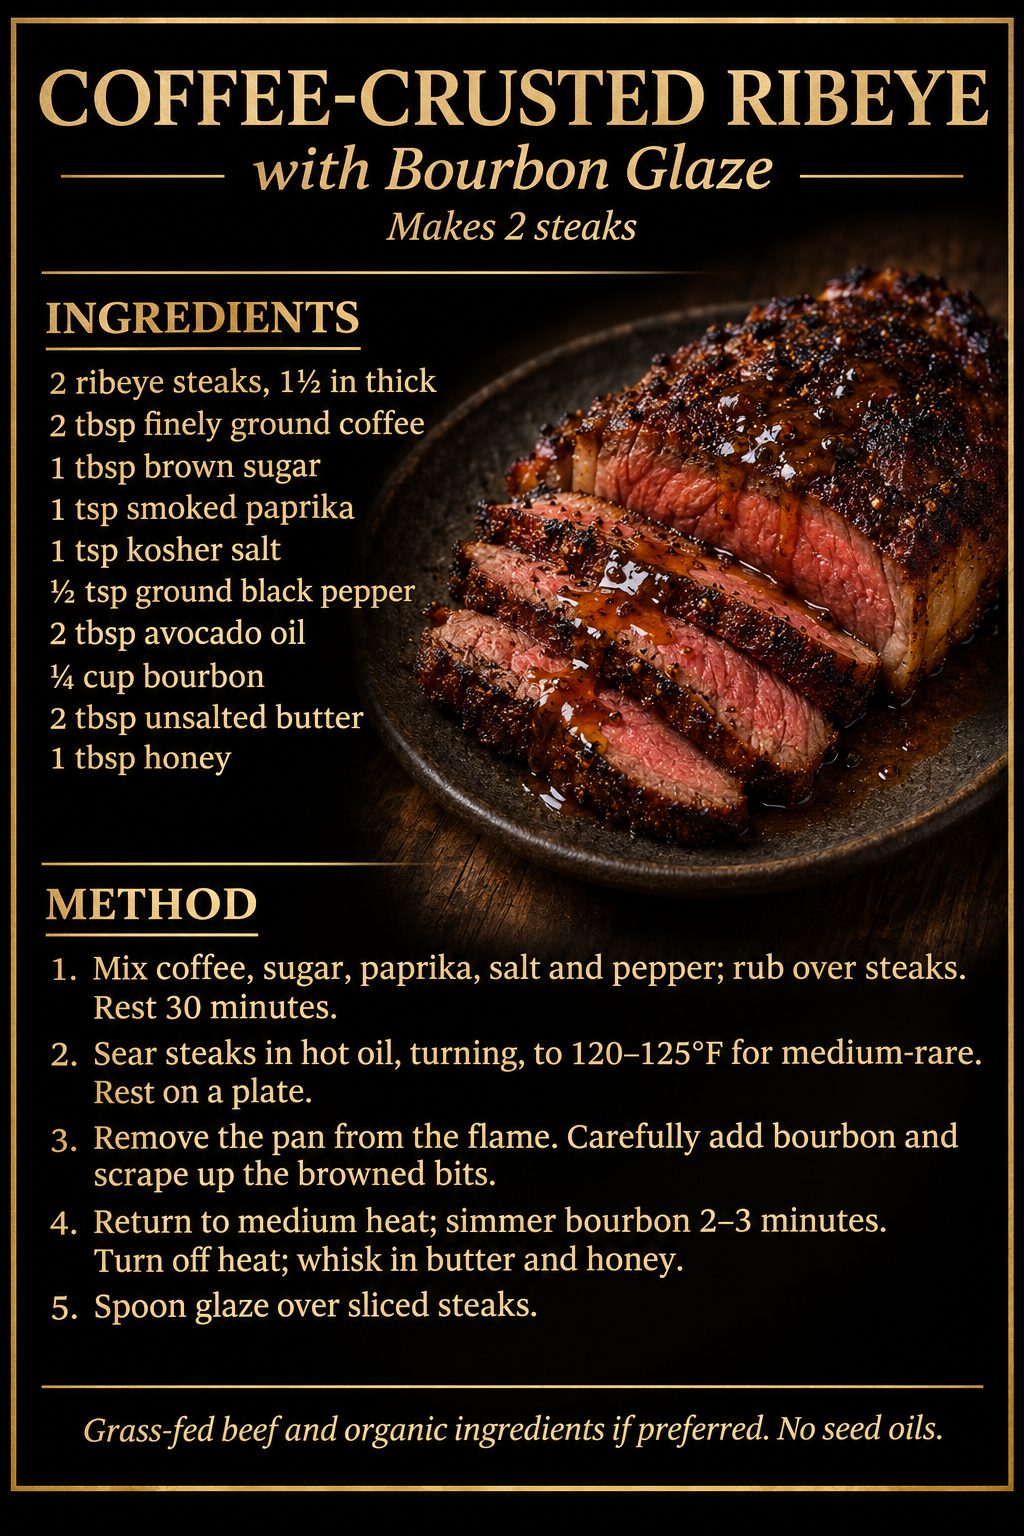 COFFEE-CRUSTED RIBEYE
with Bourbon Glaze
Makes 2 steaks
INGREDIENTS
2 ribeye steaks, 1½ in thick
2 tbsp finely ground coffee
1 tbsp brown sugar
1 tsp smoked paprika
1 tsp kosher salt
½ tsp ground black pepper
2 tbsp avocado oil
¼ cup bourbon
2 tbsp unsalted butter
1 tbsp honey
METHOD
1. Mix coffee, sugar, paprika, salt and pepper; rub over steaks.
Rest 30 minutes.
2. Sear steaks in hot oil, turning, to 120–125°F for medium-rare.
Rest on a plate.
3. Remove the pan from the flame. Carefully add bourbon and
scrape up the browned bits.
4. Return to medium heat; simmer bourbon 2–3 minutes.
Turn off heat; whisk in butter and honey.
5. Spoon glaze over sliced steaks.
Grass-fed beef and organic ingredients if preferred. No seed oils.